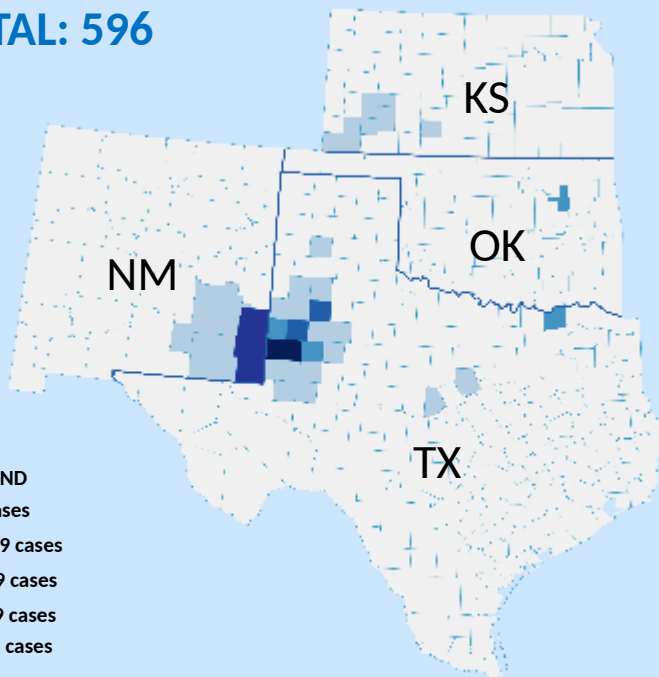 TAL: 596
KS
OK
NM
TX
ND
ases
9 cases
9 cases
9 cases
cases